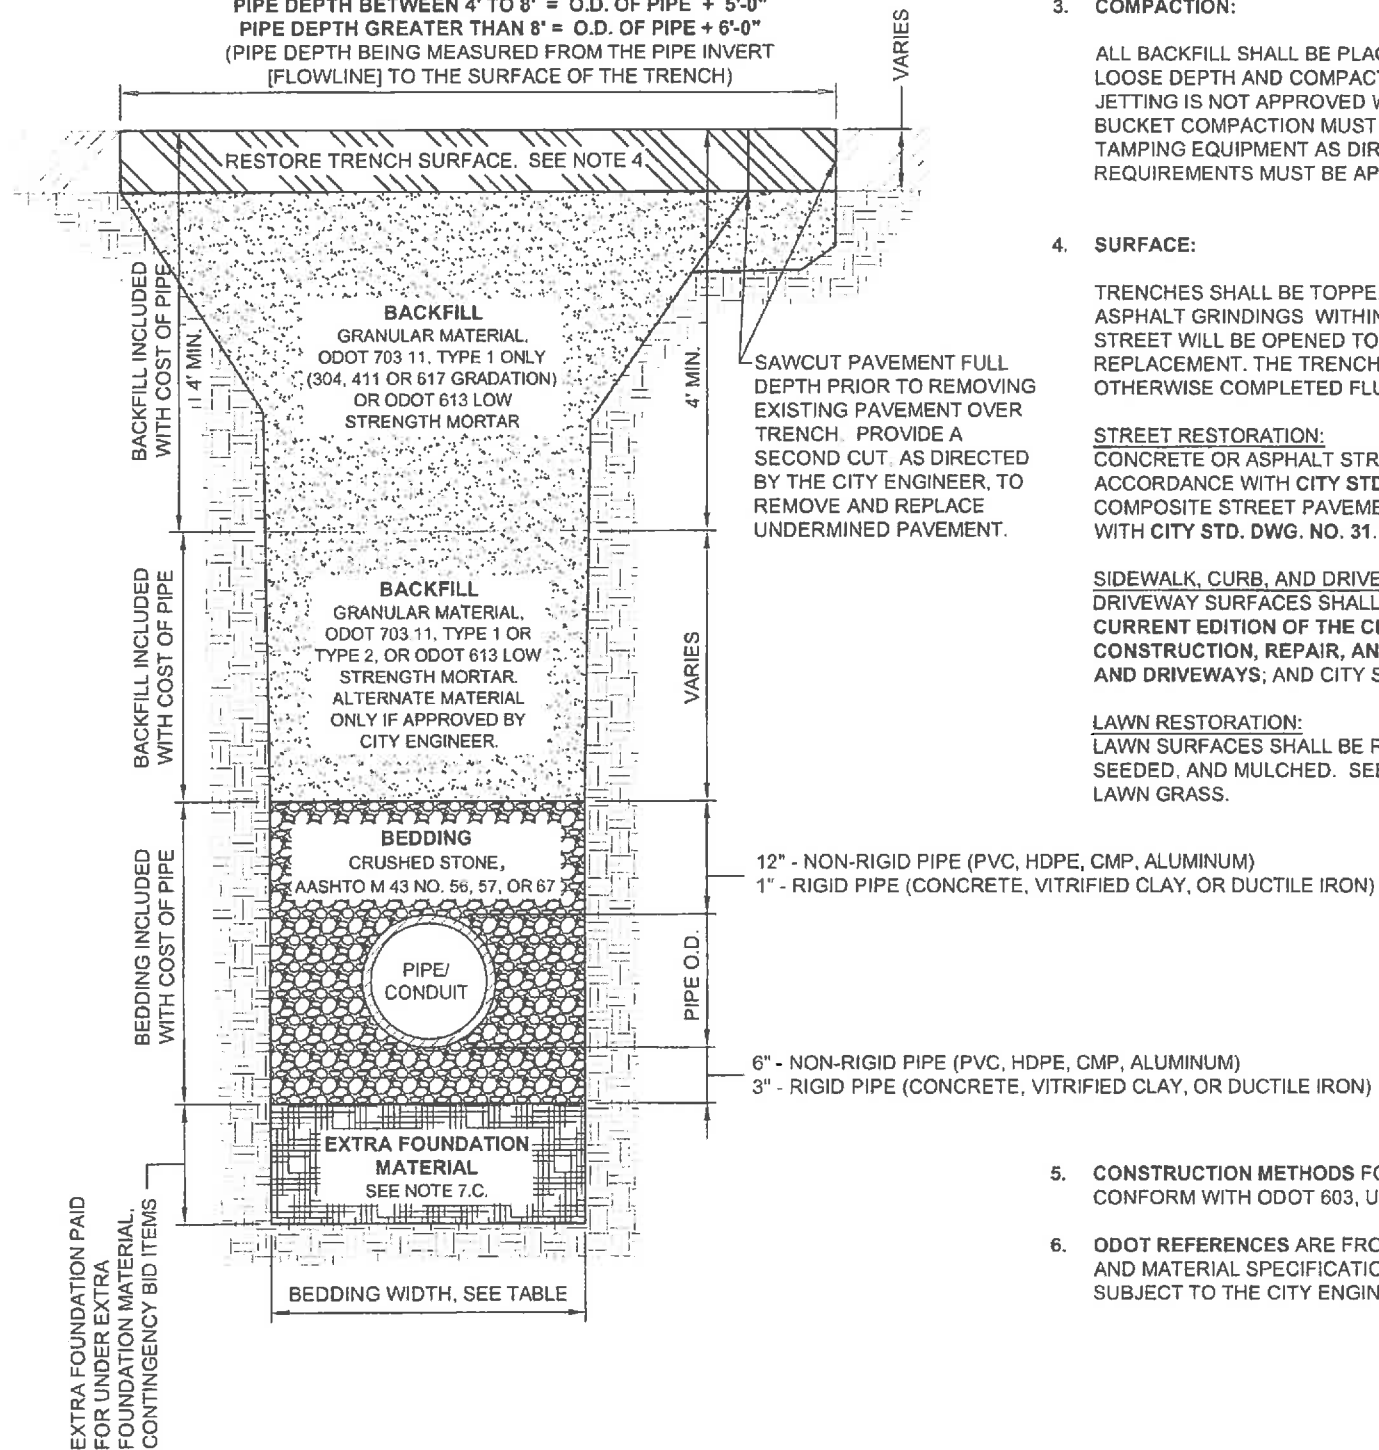 PIPE DEPTH BETWEEN 4' TO 8' = O.D. OF PIPE + 5'-0"
PIPE DEPTH GREATER THAN 8' = O.D. OF PIPE + 6'-0"
(PIPE DEPTH BEING MEASURED FROM THE PIPE INVERT
[FLOWLINE] TO THE SURFACE OF THE TRENCH)
VARIES
RESTORE TRENCH SURFACE. SEE NOTE 4.
BACKFILL INCLUDED
WITH COST OF PIPE
4' MIN.
BACKFILL
GRANULAR MATERIAL,
ODOT 703 11, TYPE 1 ONLY
(304, 411 OR 617 GRADATION)
OR ODOT 613 LOW
STRENGTH MORTAR
4' MIN.
SAWCUT PAVEMENT FULL
DEPTH PRIOR TO REMOVING
EXISTING PAVEMENT OVER
TRENCH. PROVIDE A
SECOND CUT, AS DIRECTED
BY THE CITY ENGINEER, TO
REMOVE AND REPLACE
UNDERMINED PAVEMENT.
BACKFILL INCLUDED
WITH COST OF PIPE
BACKFILL
GRANULAR MATERIAL,
ODOT 703 11, TYPE 1 OR
TYPE 2, OR ODOT 613 LOW
STRENGTH MORTAR.
ALTERNATE MATERIAL
ONLY IF APPROVED BY
CITY ENGINEER.
VARIES
BEDDING INCLUDED
WITH COST OF PIPE
BEDDING
CRUSHED STONE,
AASHTO M 43 NO. 56, 57, OR 67
12" - NON-RIGID PIPE (PVC, HDPE, CMP, ALUMINUM)
1" - RIGID PIPE (CONCRETE, VITRIFIED CLAY, OR DUCTILE IRON)
PIPE/
CONDUIT
PIPE O.D.
6" - NON-RIGID PIPE (PVC, HDPE, CMP, ALUMINUM)
3" - RIGID PIPE (CONCRETE, VITRIFIED CLAY, OR DUCTILE IRON)
EXTRA FOUNDATION
MATERIAL
SEE NOTE 7.C.
EXTRA FOUNDATION PAID
FOR UNDER EXTRA
FOUNDATION MATERIAL,
CONTINGENCY BID ITEMS
BEDDING WIDTH, SEE TABLE
3. COMPACTION:
ALL BACKFILL SHALL BE PLAC
LOOSE DEPTH AND COMPACT
JETTING IS NOT APPROVED W
BUCKET COMPACTION MUST
TAMPING EQUIPMENT AS DIR
REQUIREMENTS MUST BE AP
4. SURFACE:
TRENCHES SHALL BE TOPPE
ASPHALT GRINDINGS WITHIN
STREET WILL BE OPENED TO
REPLACEMENT. THE TRENCH
OTHERWISE COMPLETED FLU
STREET RESTORATION:
CONCRETE OR ASPHALT STR
ACCORDANCE WITH CITY STD
COMPOSITE STREET PAVEME
WITH CITY STD. DWG. NO. 31.
SIDEWALK, CURB, AND DRIVE
DRIVEWAY SURFACES SHALL
CURRENT EDITION OF THE CI
CONSTRUCTION, REPAIR, AN
AND DRIVEWAYS; AND CITY S
LAWN RESTORATION:
LAWN SURFACES SHALL BE R
SEEDED, AND MULCHED. SEE
LAWN GRASS.
5. CONSTRUCTION METHODS FO
CONFORM WITH ODOT 603, U
6. ODOT REFERENCES ARE FRO
AND MATERIAL SPECIFICATIO
SUBJECT TO THE CITY ENGIN